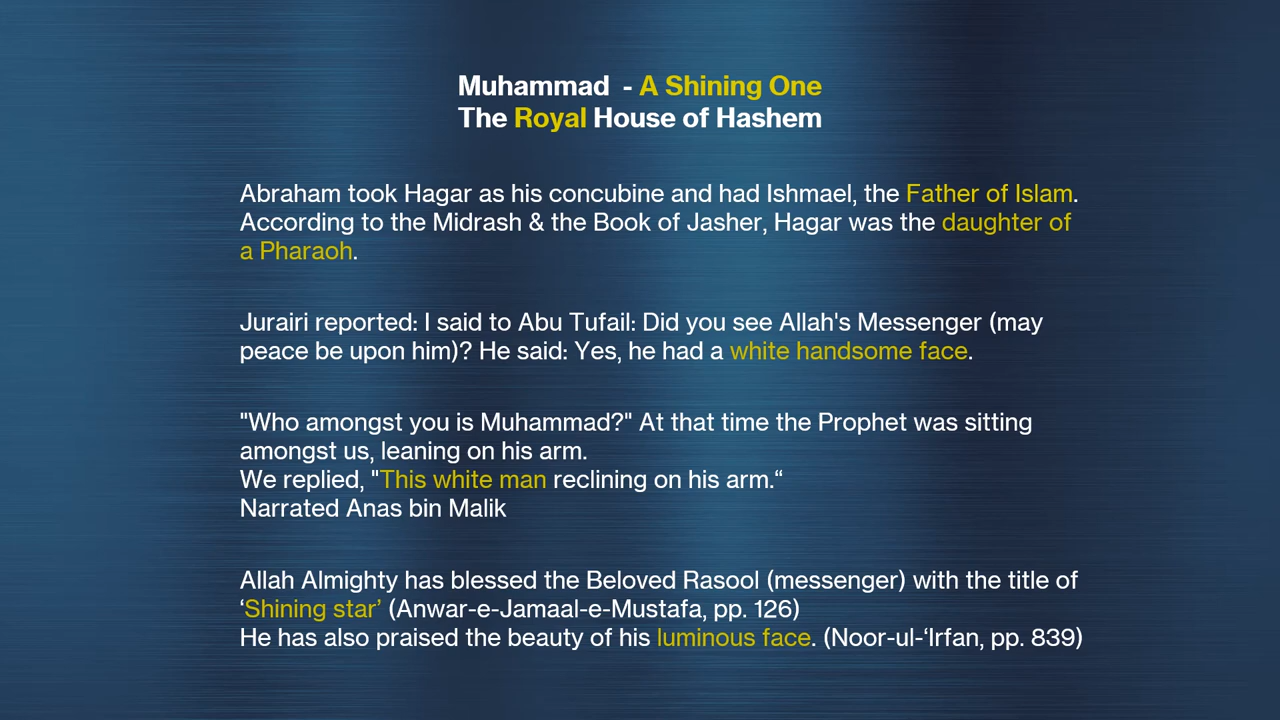 Muhammad - A Shining One
The Royal House of Hashem
Abraham took Hagar as his concubine and had Ishmael, the Father of Islam.
According to the Midrash & the Book of Jasher, Hagar was the daughter of
a Pharaoh.
Jurairi reported: I said to Abu Tufail: Did you see Allah's Messenger (may
peace be upon him)? He said: Yes, he had a white handsome face.
"Who amongst you is Muhammad?" At that time the Prophet was sitting
amongst us, leaning on his arm.
We replied, "This white man reclining on his arm.“
Narrated Anas bin Malik
Allah Almighty has blessed the Beloved Rasool (messenger) with the title of
‘Shining star’ (Anwar-e-Jamaal-e-Mustafa, pp. 126)
He has also praised the beauty of his luminous face. (Noor-ul-‘Irfan, pp. 839)